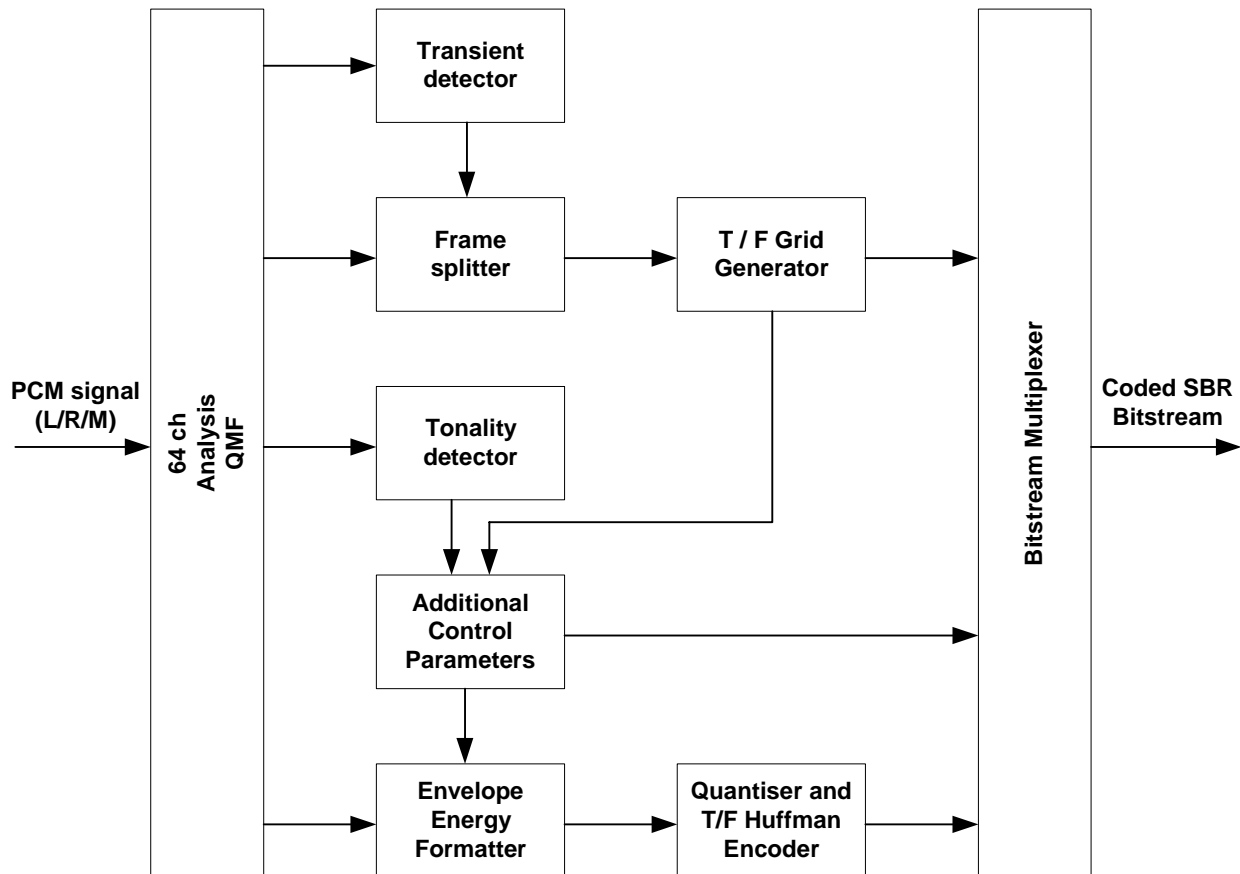 Transient
detector
Frame
splitter
T / F Grid
Generator
PCM signal
(L/R/M)
64 ch
Analysis
QMF
Tonality
detector
Bitstream Multiplexer
Coded SBR
Bitstream
Additional
Control
Parameters
Envelope
Energy
Formatter
Quantiser and
T/F Huffman
Encoder